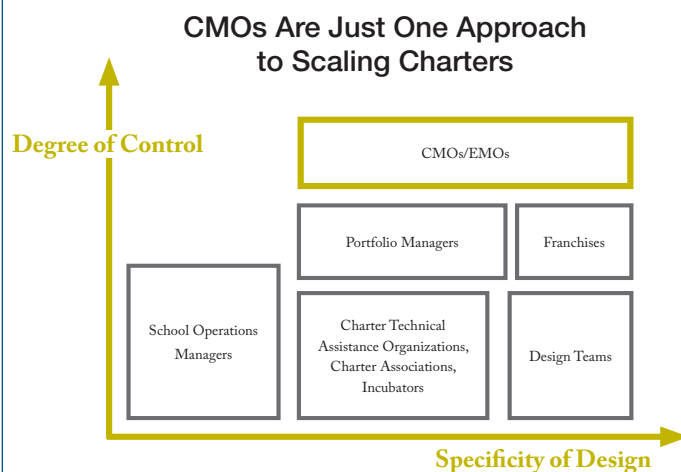 CMOs Are Just One Approach
to Scaling Charters
Degree of Control
CMOs/EMOs
Portfolio Managers
Franchises
School Operations
Managers
Charter Technical
Assistance Organizations,
Charter Associations,
Incubators
Design Teams
Specificity of Design